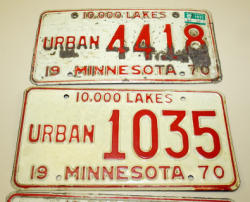 10,000 LAKES
URBAN 4418
19 MINNESOTA 70
10,000 LAKES
URBAN 1035
19 MINNESOTA 70